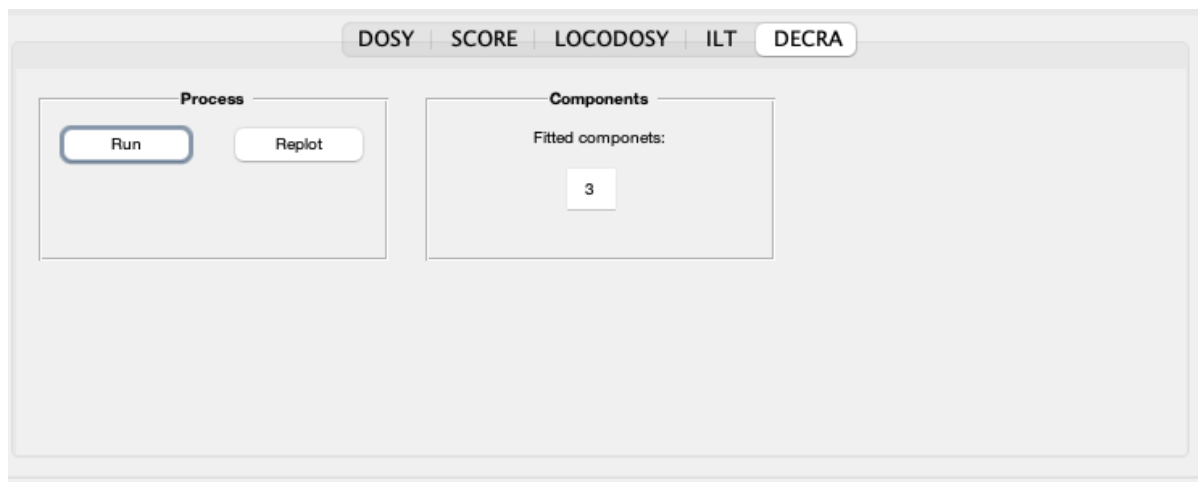 DOSY SCORE LOCODOSY ILT DECRA
Process
Run Replot
Components
Fitted componets:
3